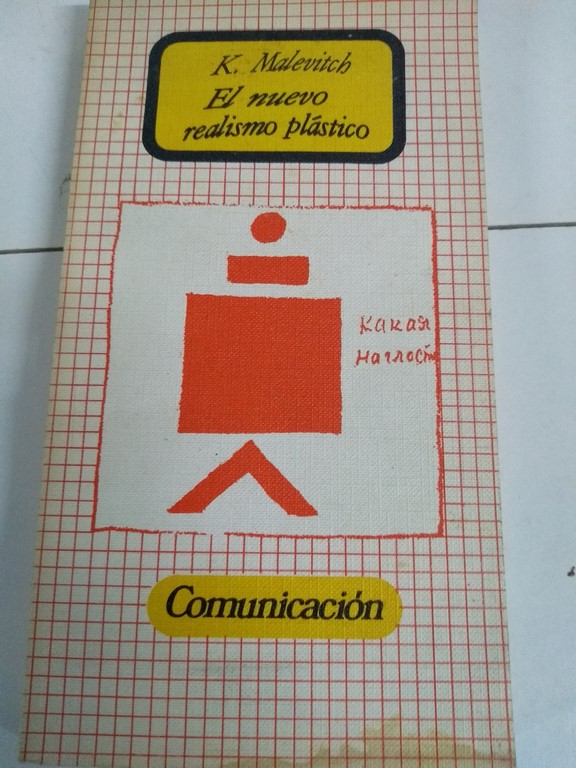 K. Malevitch
El nuevo
realismo plástico
какая
наглость
Comunicación